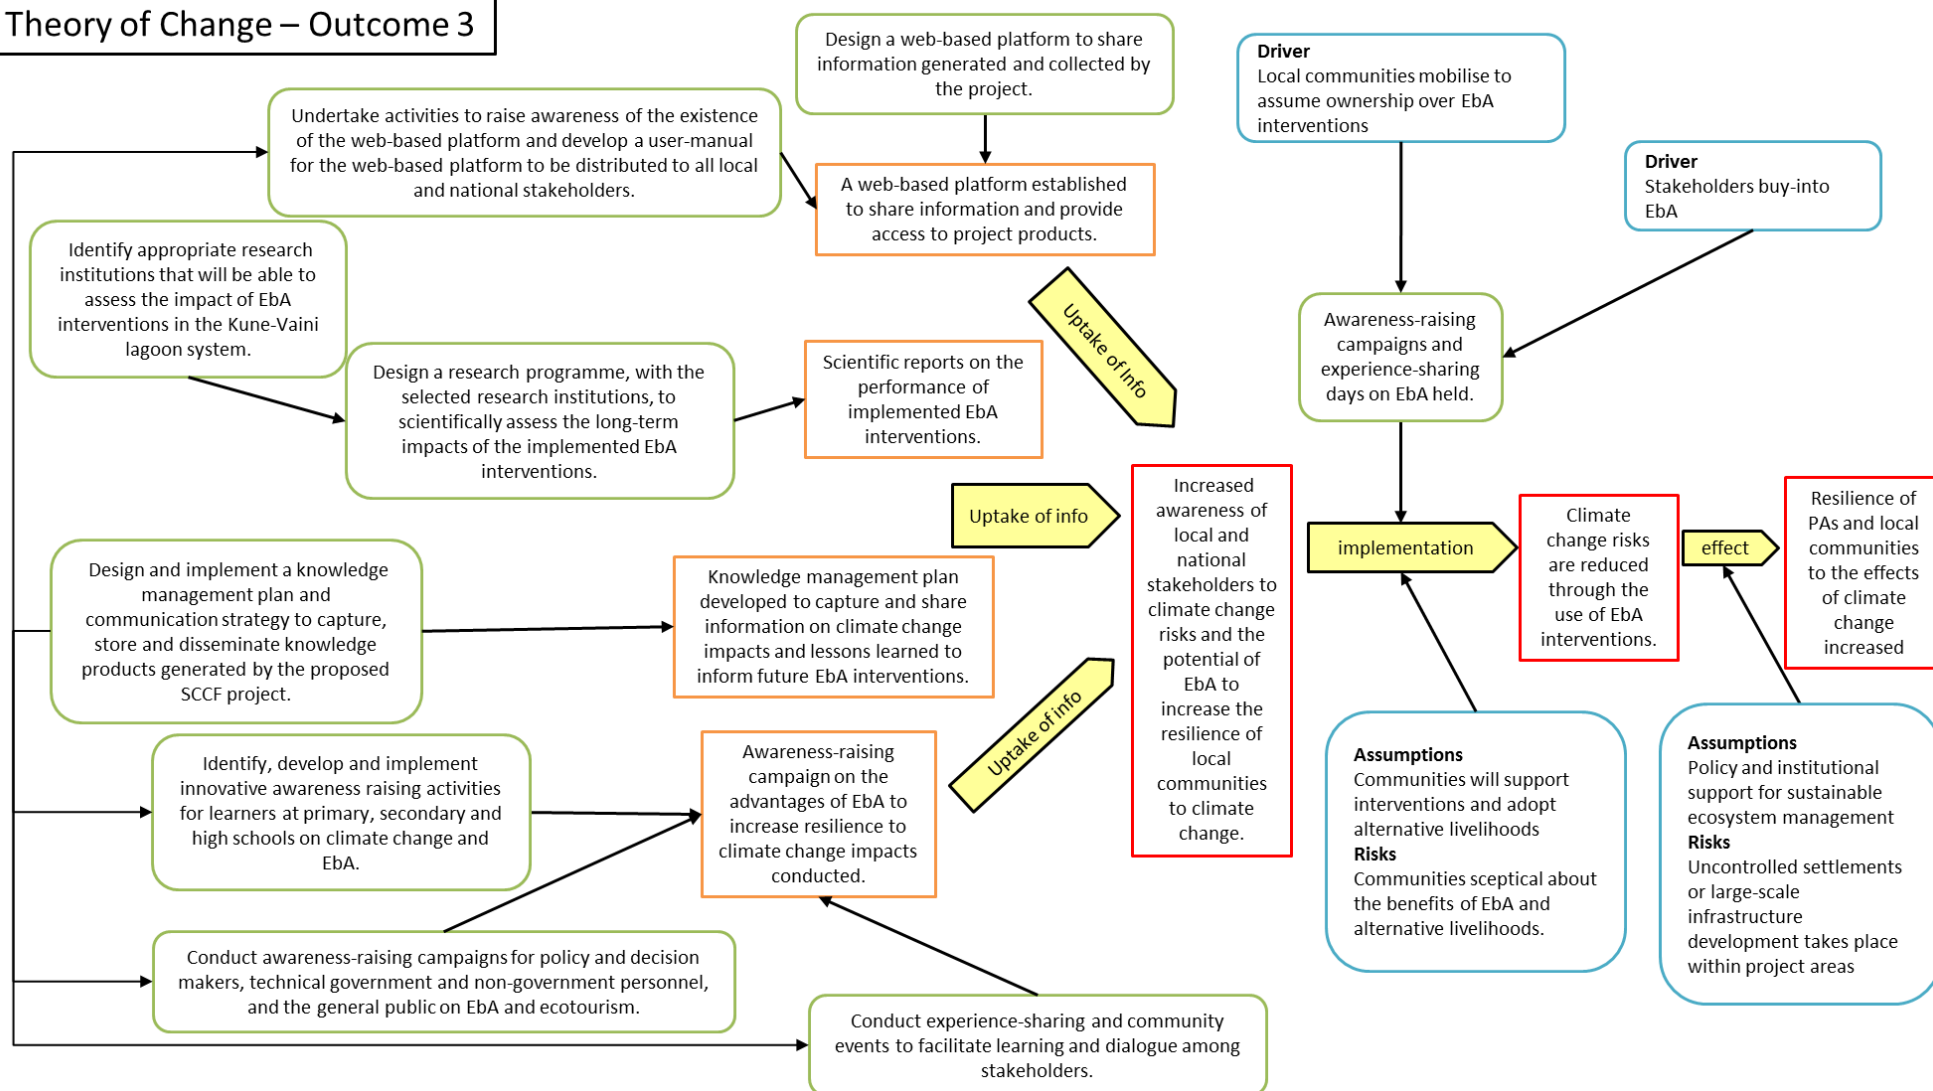 Theory of Change – Outcome 3
Design a web-based platform to share
information generated and collected by
the project.
Driver
Local communities mobilise to
assume ownership over EbA
interventions
Undertake activities to raise awareness of the existence
of the web-based platform and develop a user-manual
for the web-based platform to be distributed to all local
and national stakeholders.
Driver
Stakeholders buy-into
EbA
A web-based platform established
to share information and provide
access to project products.
Identify appropriate research
institutions that will be able to
assess the impact of EbA
interventions in the Kune-Vaini
lagoon system.
Uptake of Info
Awareness-raising
campaigns and
experience-sharing
days on EbA held.
Design a research programme, with the
selected research institutions, to
scientifically assess the long-term
impacts of the implemented EbA
interventions.
Scientific reports on the
performance of
implemented EbA
interventions.
Uptake of info
Increased
awareness of
local and
national
stakeholders to
climate change
risks and the
potential of
EbA to
increase the
resilience of
local
communities
to climate
change.
implementation
Climate
change risks
are reduced
through the
use of EbA
interventions.
effect
Resilience of
PAs and local
communities
to the effects
of climate
change
increased
Design and implement a knowledge
management plan and
communication strategy to capture,
store and disseminate knowledge
products generated by the proposed
SCCF project.
Knowledge management plan
developed to capture and share
information on climate change
impacts and lessons learned to
inform future EbA interventions.
Uptake of info
Identify, develop and implement
innovative awareness raising activities
for learners at primary, secondary and
high schools on climate change and
EbA.
Awareness-raising
campaign on the
advantages of EbA to
increase resilience to
climate change impacts
conducted.
Assumptions
Communities will support
interventions and adopt
alternative livelihoods
Risks
Communities sceptical about
the benefits of EbA and
alternative livelihoods.
Assumptions
Policy and institutional
support for sustainable
ecosystem management
Risks
Uncontrolled settlements
or large-scale
infrastructure
development takes place
within project areas
Conduct awareness-raising campaigns for policy and decision
makers, technical government and non-government personnel,
and the general public on EbA and ecotourism.
Conduct experience-sharing and community
events to facilitate learning and dialogue among
stakeholders.